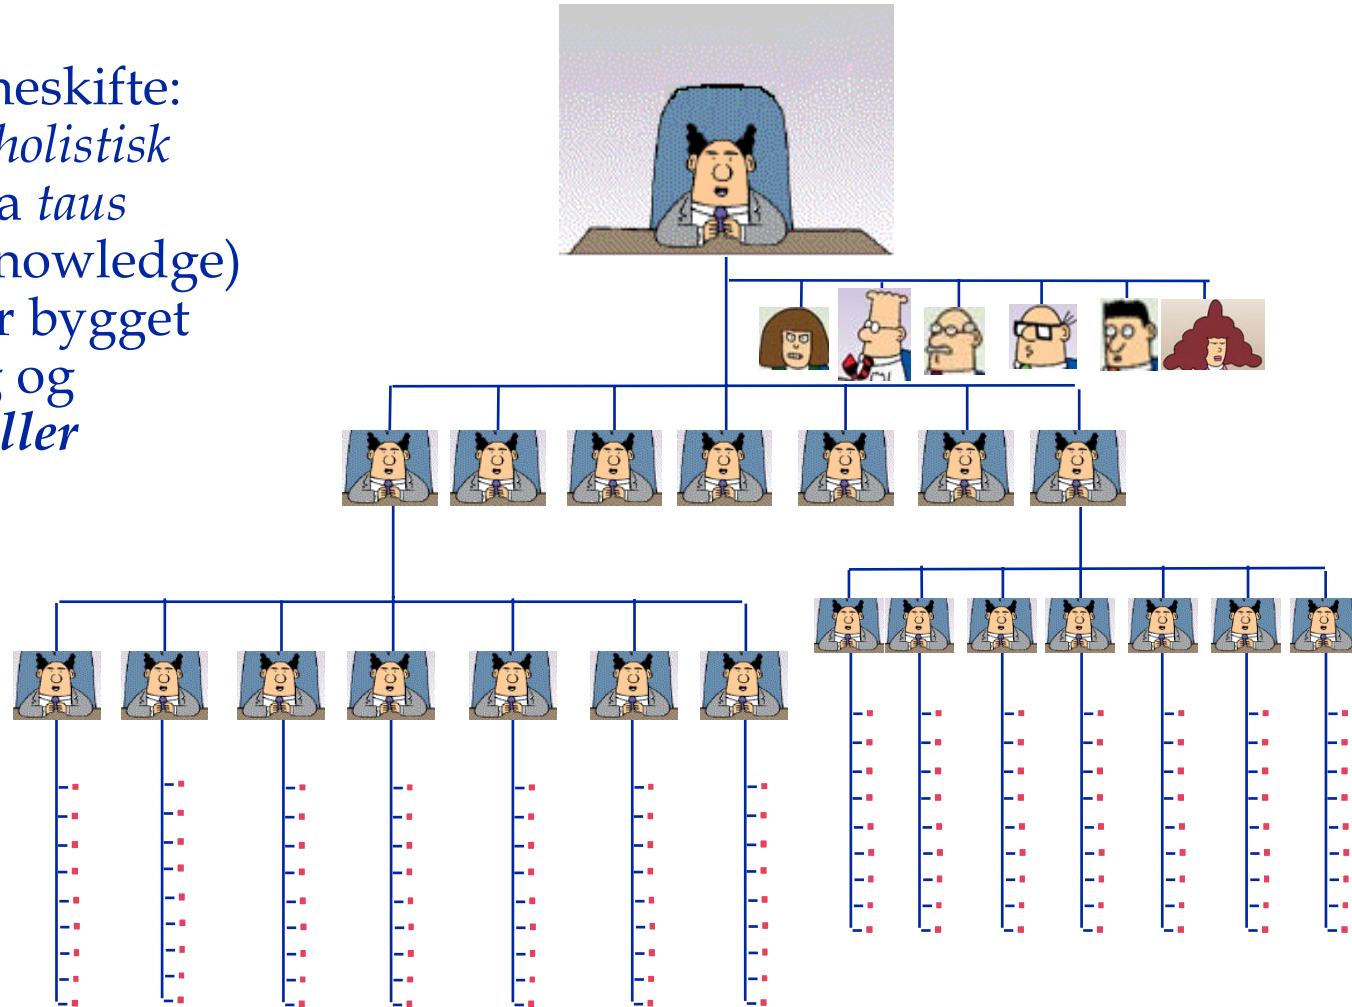 neskifte:
holistisk
a taus
nowledge)
r bygget
g og
ller